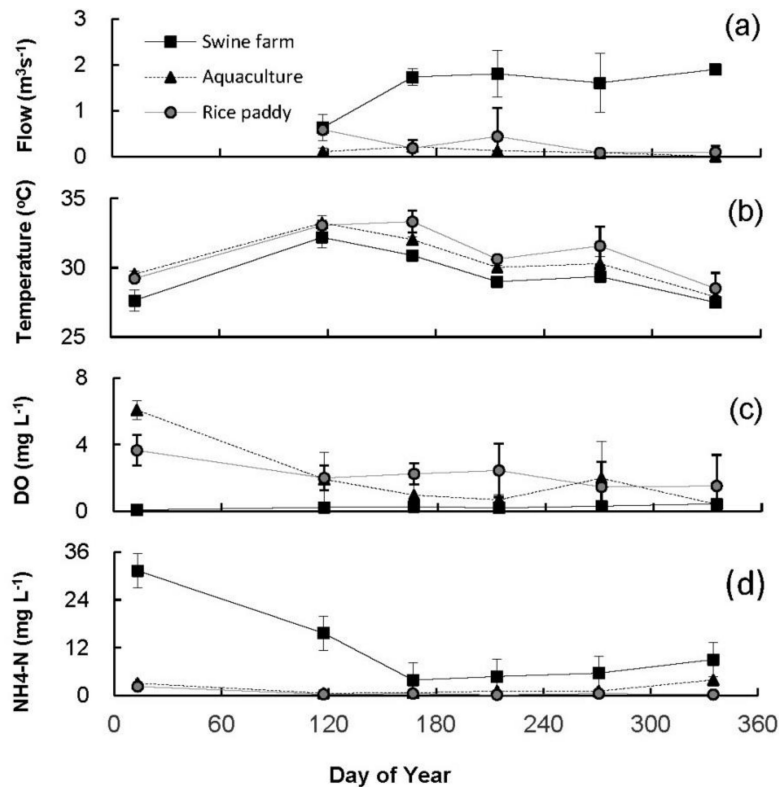 (a)
Flow (m³s⁻¹)
3
2
1
0
Swine farm
Aquaculture
Rice paddy
(b)
Temperature (ºC)
35
30
25
(c)
DO (mg L⁻¹)
8
4
0
(d)
NH4-N (mg L⁻¹)
36
24
12
0
0 60 120 180 240 300 360
Day of Year